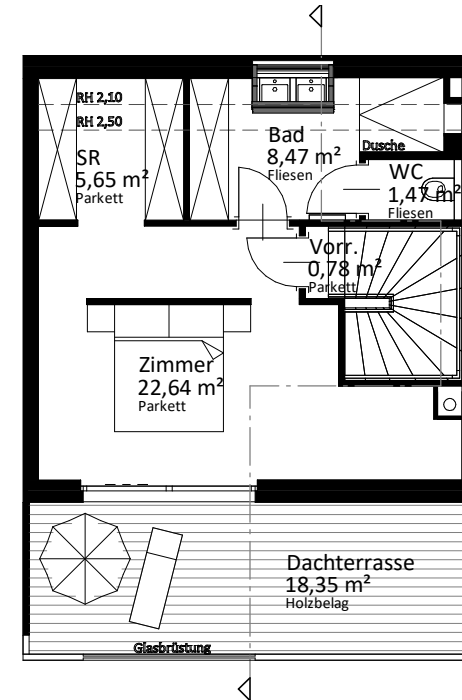 RH 2,10
RH 2,50
SR
5,65 m²
Parkett
Bad
8,47 m²
Fliesen
Dusche
WC
1,47 m²
Fliesen
Vorr.
0,78 m²
Parkett
Zimmer
22,64 m²
Parkett
Dachterrasse
18,35 m²
Holzbelag
Glasbrüstung